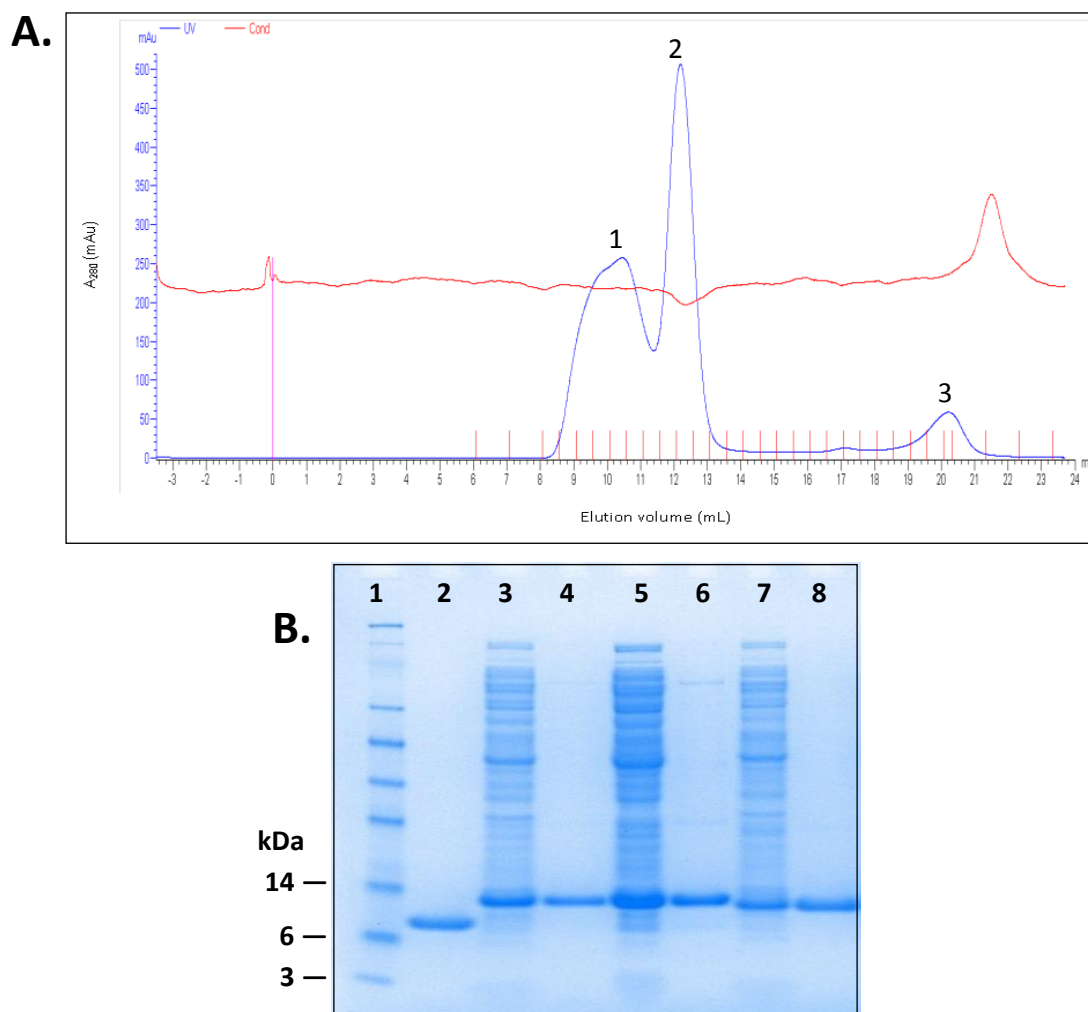 A.
mAu
UV
Cond
500
450
400
350
300
250
200
150
100
50
0
A280 (mAu)
1
2
3
-3 -2 -1 0 1 2 3 4 5 6 7 8 9 10 11 12 13 14 15 16 17 18 19 20 21 22 23 24 m
Elution volume (mL)
B.
1 2 3 4 5 6 7 8
kDa
14
6
3